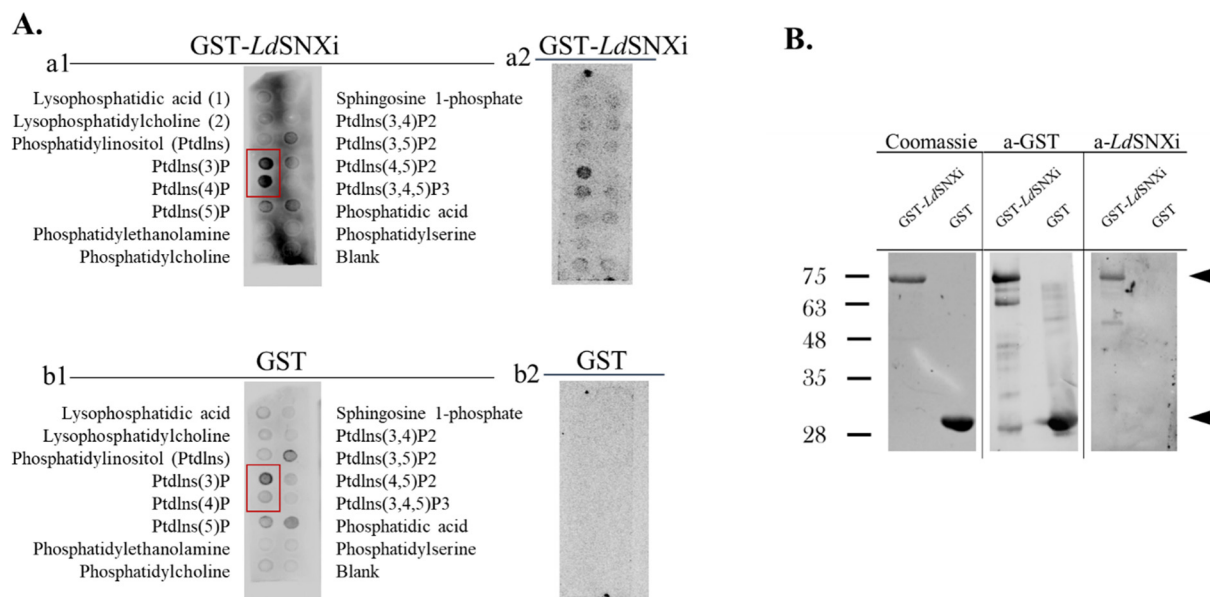 A.
GST-LdSNXi
a1
Lysophosphatidic acid (1)
Lysophosphatidylcholine (2)
Phosphatidylinositol (Ptdlns)
Ptdlns(3)P
Ptdlns(4)P
Ptdlns(5)P
Phosphatidylethanolamine
Phosphatidylcholine
Sphingosine 1-phosphate
Ptdlns(3,4)P2
Ptdlns(3,5)P2
Ptdlns(4,5)P2
Ptdlns(3,4,5)P3
Phosphatidic acid
Phosphatidylserine
Blank
a2 GST-LdSNXi
GST
b1
Lysophosphatidic acid
Lysophosphatidylcholine
Phosphatidylinositol (Ptdlns)
Ptdlns(3)P
Ptdlns(4)P
Ptdlns(5)P
Phosphatidylethanolamine
Phosphatidylcholine
Sphingosine 1-phosphate
Ptdlns(3,4)P2
Ptdlns(3,5)P2
Ptdlns(4,5)P2
Ptdlns(3,4,5)P3
Phosphatidic acid
Phosphatidylserine
Blank
b2 GST
B.
Coomassie a-GST a-LdSNXi
GST-LdSNXi GST GST-LdSNXi GST GST-LdSNXi GST
75
63
48
35
28